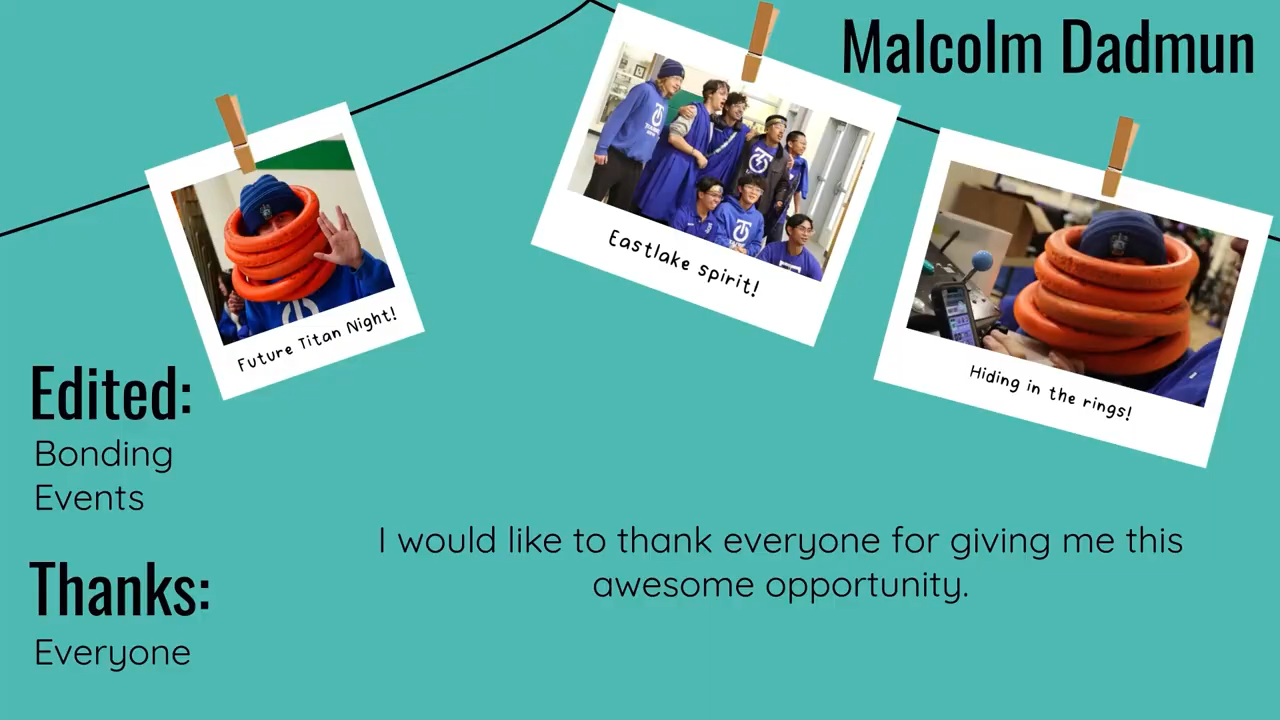 Malcolm Dadmun
Future Titan Night!
Eastlake spirit!
Hiding in the rings!
Edited:
Bonding
Events
Thanks:
Everyone
I would like to thank everyone for giving me this
awesome opportunity.